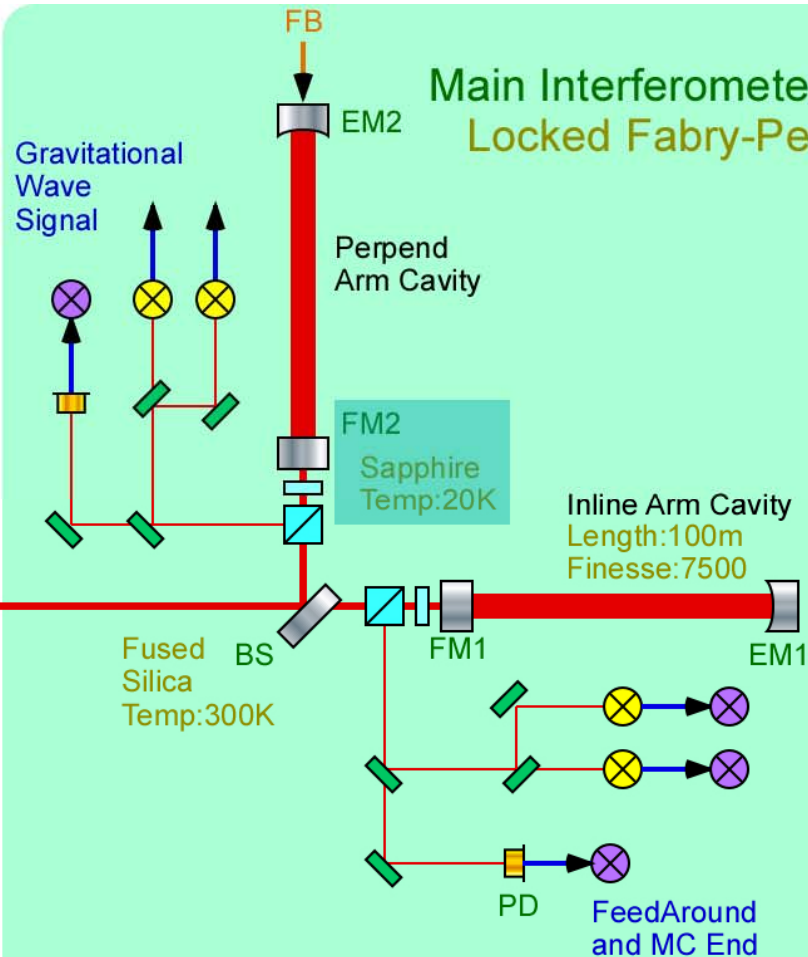 FB
Main Interferomete
Locked Fabry-Pe
EM2
Gravitational
Wave
Signal
Perpend
Arm Cavity
FM2
Sapphire
Temp:20K
Inline Arm Cavity
Length:100m
Finesse:7500
Fused
Silica
Temp:300K
BS
FM1
EM1
PD
FeedAround
and MC End